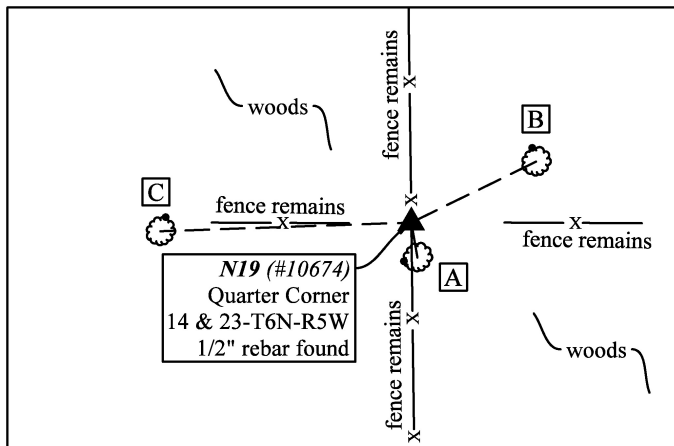 fence remains
X
woods
B
X
C
fence remains
X
X
fence remains
A
N19 (#10674)
Quarter Corner
14 & 23-T6N-R5W
1/2" rebar found
X
fence remains
woods
X